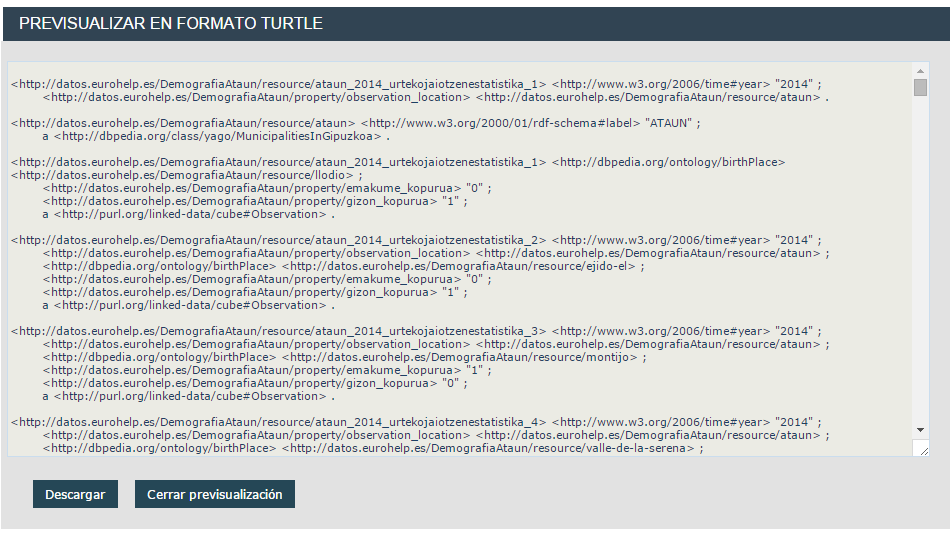 PREVISUALIZAR EN FORMATO TURTLE
<http://datos.eurohelp.es/DemografiaAtaun/resource/ataun_2014_urtekojaiotzenestatistika_1> <http://www.w3.org/2006/time#year> "2014" ;
<http://datos.eurohelp.es/DemografiaAtaun/property/observation_location> <http://datos.eurohelp.es/DemografiaAtaun/resource/ataun> .
<http://datos.eurohelp.es/DemografiaAtaun/resource/ataun> <http://www.w3.org/2000/01/rdf-schema#label> "ATAUN" ;
a <http://dbpedia.org/class/yago/MunicipalitiesInGipuzkoa> .
<http://datos.eurohelp.es/DemografiaAtaun/resource/ataun_2014_urtekojaiotzenestatistika_1> <http://dbpedia.org/ontology/birthPlace>
<http://datos.eurohelp.es/DemografiaAtaun/resource/llodio> ;
<http://datos.eurohelp.es/DemografiaAtaun/property/emakume_kopurua> "0" ;
<http://datos.eurohelp.es/DemografiaAtaun/property/gizon_kopurua> "1" ;
a <http://purl.org/linked-data/cube#Observation> .
<http://datos.eurohelp.es/DemografiaAtaun/resource/ataun_2014_urtekojaiotzenestatistika_2> <http://www.w3.org/2006/time#year> "2014" ;
<http://datos.eurohelp.es/DemografiaAtaun/property/observation_location> <http://datos.eurohelp.es/DemografiaAtaun/resource/ataun> ;
<http://dbpedia.org/ontology/birthPlace> <http://datos.eurohelp.es/DemografiaAtaun/resource/ejido-el> ;
<http://datos.eurohelp.es/DemografiaAtaun/property/emakume_kopurua> "0" ;
<http://datos.eurohelp.es/DemografiaAtaun/property/gizon_kopurua> "1" ;
a <http://purl.org/linked-data/cube#Observation> .
<http://datos.eurohelp.es/DemografiaAtaun/resource/ataun_2014_urtekojaiotzenestatistika_3> <http://www.w3.org/2006/time#year> "2014" ;
<http://datos.eurohelp.es/DemografiaAtaun/property/observation_location> <http://datos.eurohelp.es/DemografiaAtaun/resource/ataun> ;
<http://dbpedia.org/ontology/birthPlace> <http://datos.eurohelp.es/DemografiaAtaun/resource/montijo> ;
<http://datos.eurohelp.es/DemografiaAtaun/property/emakume_kopurua> "1" ;
<http://datos.eurohelp.es/DemografiaAtaun/property/gizon_kopurua> "0" ;
a <http://purl.org/linked-data/cube#Observation> .
<http://datos.eurohelp.es/DemografiaAtaun/resource/ataun_2014_urtekojaiotzenestatistika_4> <http://www.w3.org/2006/time#year> "2014" ;
<http://datos.eurohelp.es/DemografiaAtaun/property/observation_location> <http://datos.eurohelp.es/DemografiaAtaun/resource/ataun> ;
<http://dbpedia.org/ontology/birthPlace> <http://datos.eurohelp.es/DemografiaAtaun/resource/valle-de-la-serena> ;
Descargar
Cerrar previsualización